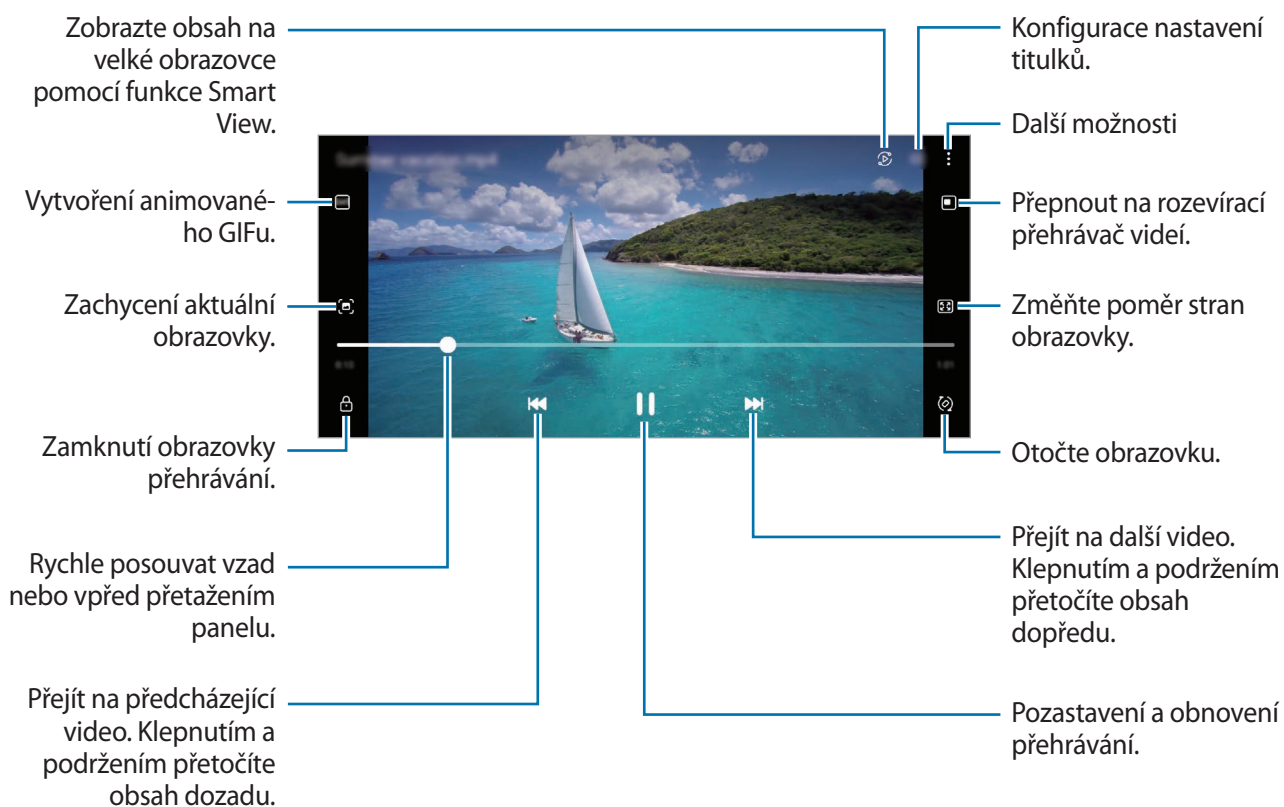 Zobrazte obsah na
velké obrazovce
pomocí funkce Smart
View.
Vytvoření animované-
ho GIFu.
Zachycení aktuální
obrazovky.
Zamknutí obrazovky
přehrávání.
Rychle posouvat vzad
nebo vpřed přetažením
panelu.
Přejít na předcházející
video. Klepnutím a
podržením přetočíte
obsah dozadu.
Konfigurace nastavení
titulků.
Další možnosti
Přepnout na rozevírací
přehrávač videí.
Změňte poměr stran
obrazovky.
Otočte obrazovku.
Přejít na další video.
Klepnutím a podržením
přetočíte obsah
dopředu.
Pozastavení a obnovení
přehrávání.